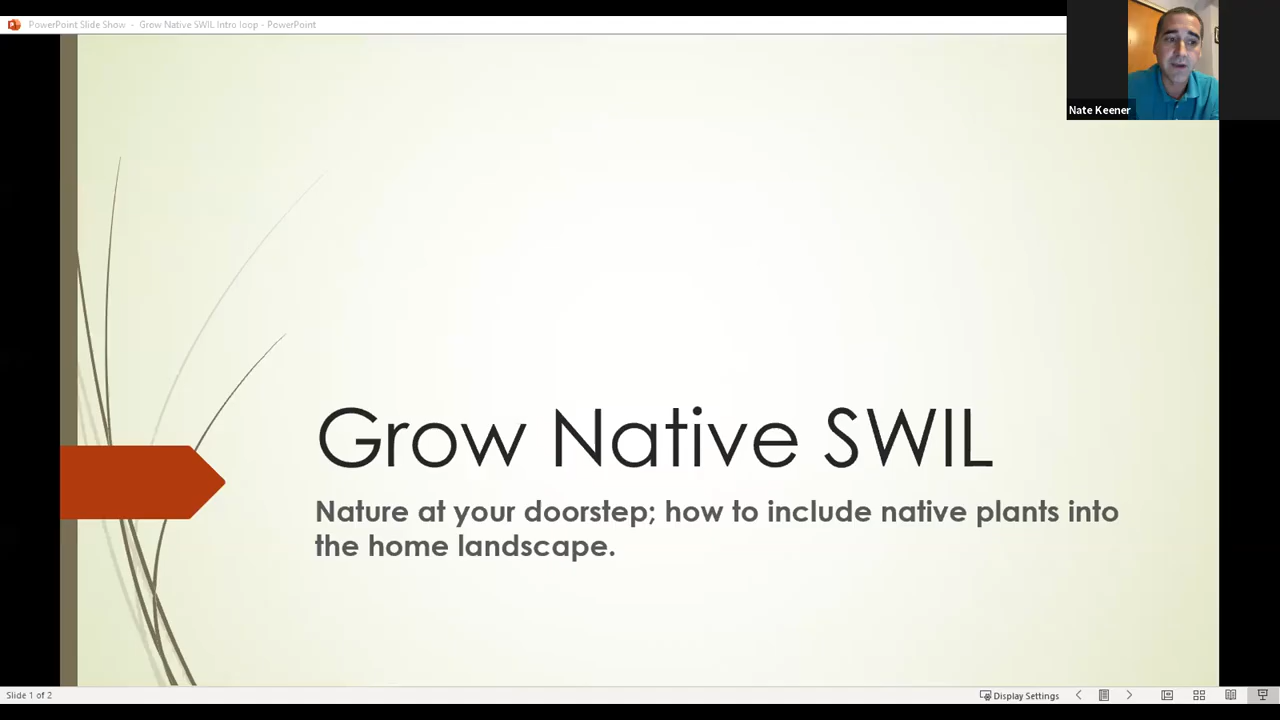 PowerPoint Slide Show - Grow Native SWIL Intro loop - PowerPoint
Nate Keener
Grow Native SWIL
Nature at your doorstep; how to include native plants into
the home landscape.
Slide 1 of 2
Display Settings